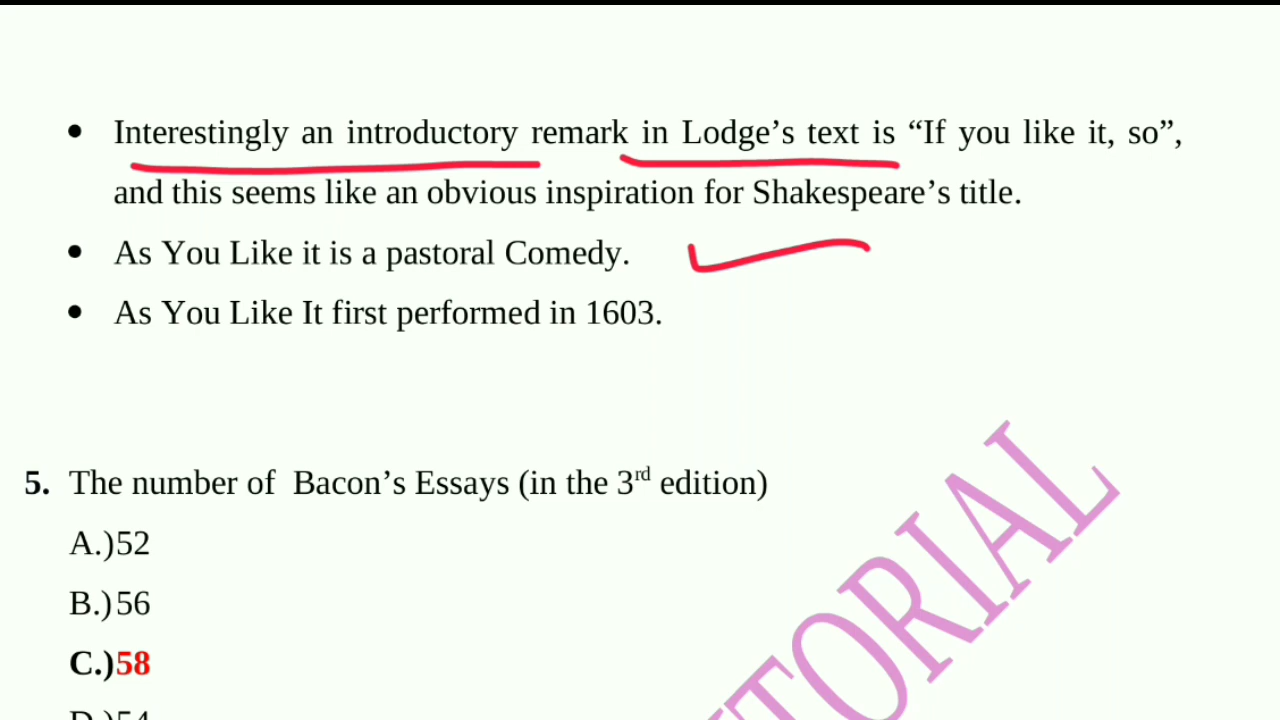 • Interestingly an introductory remark in Lodge’s text is “If you like it, so”,
and this seems like an obvious inspiration for Shakespeare’s title.
• As You Like it is a pastoral Comedy.
• As You Like It first performed in 1603.
5. The number of Bacon’s Essays (in the 3rd edition)
A.)52
B.)56
C.)58
D.)54
TORIAL